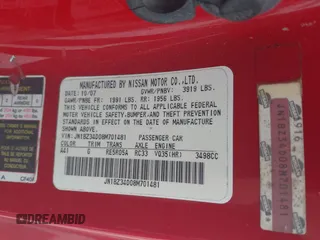 MANUFACTURED BY NISSAN MOTOR CO.,LTD.
DATE: 10/07 GVWR/PNBV: 3919 LBS.
GAWR/PNBE FR: 1991 LBS. RR: 1956 LBS.
THIS VEHICLE CONFORMS TO ALL APPLICABLE
FEDERAL MOTOR VEHICLE SAFETY,BUMPER,AND
THEFT PREVENTION STANDARDS IN EFFECT ON
THE DATE OF MANUFACTURE SHOWN ABOVE.
VIN: JN1BZ34D08M701481 PASSENGER CAR
COLOR TRIM TRANS AXLE ENGINE
A41 G RE5R05A RC33 VQ35(HR) 3498CC
JN1BZ34D08M701481
DREAMBID